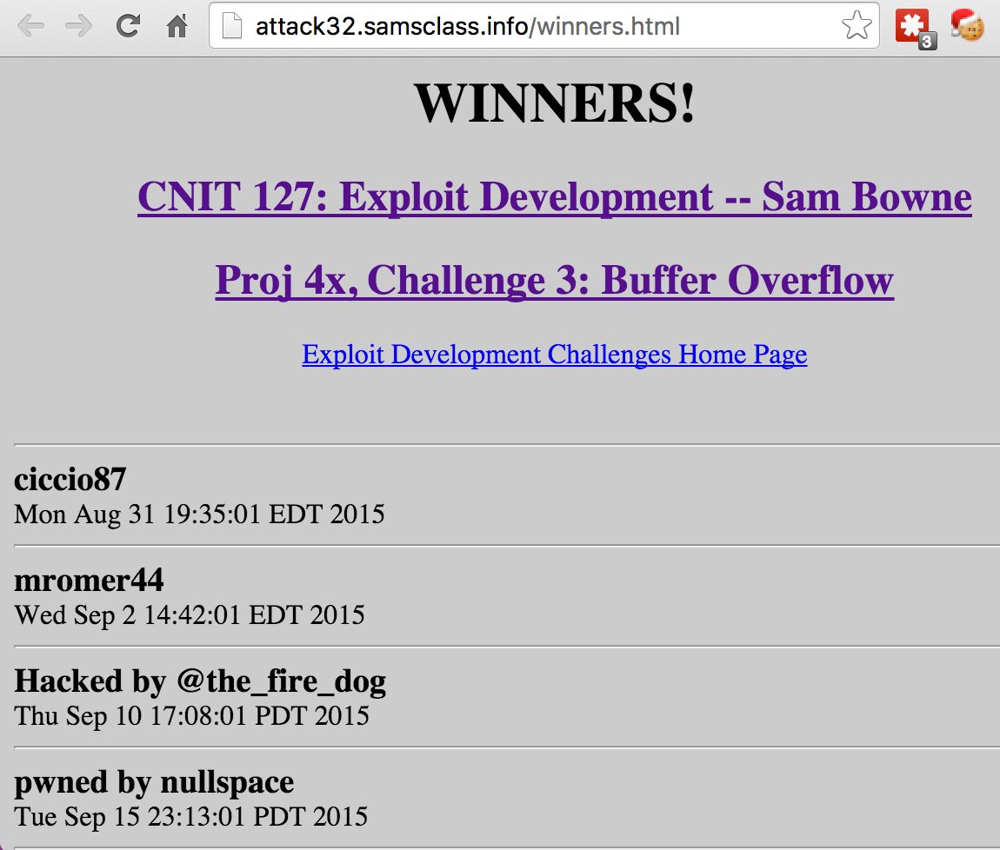 attack32.samsclass.info/winners.html
3
WINNERS!
CNIT 127: Exploit Development -- Sam Bowne
Proj 4x, Challenge 3: Buffer Overflow
Exploit Development Challenges Home Page
ciccio87
Mon Aug 31 19:35:01 EDT 2015
mromer44
Wed Sep 2 14:42:01 EDT 2015
Hacked by @the_fire_dog
Thu Sep 10 17:08:01 PDT 2015
pwned by nullspace
Tue Sep 15 23:13:01 PDT 2015